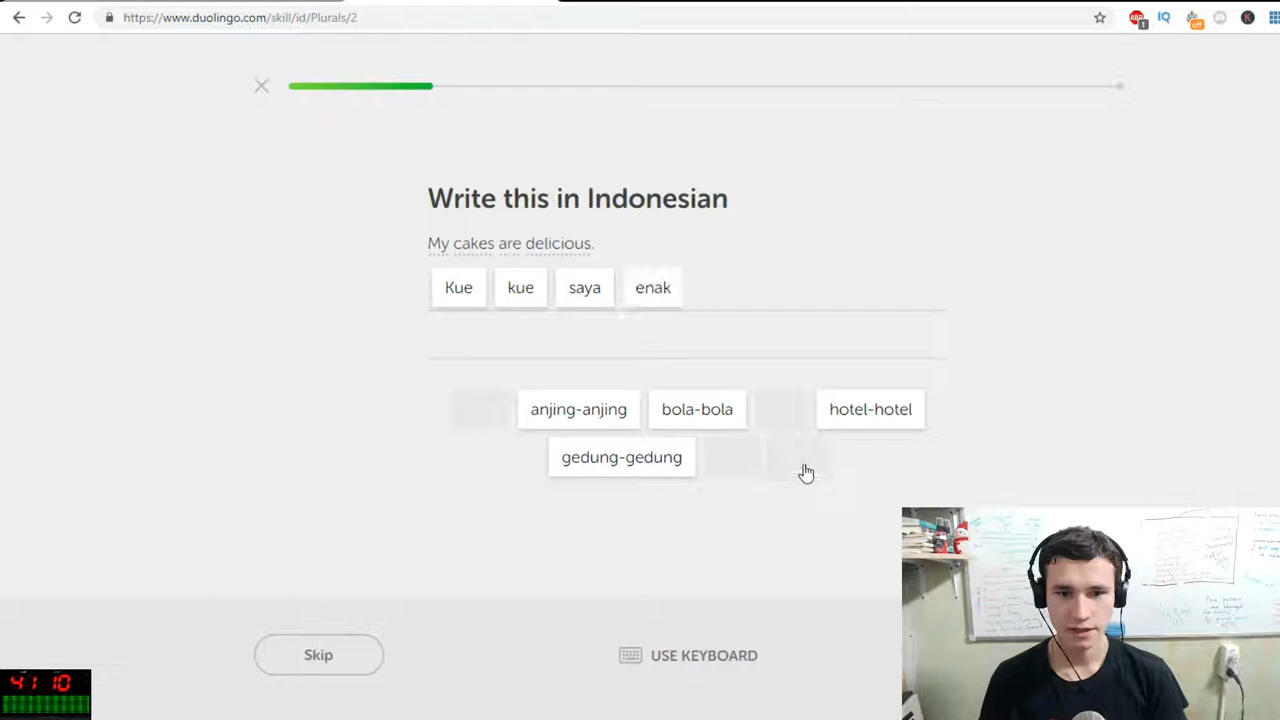 https://www.duolingo.com/skill/id/Plurals/2
Write this in Indonesian
My cakes are delicious.
Kue kue saya enak
anjing-anjing bola-bola hotel-hotel
gedung-gedung
Skip USE KEYBOARD
41 10